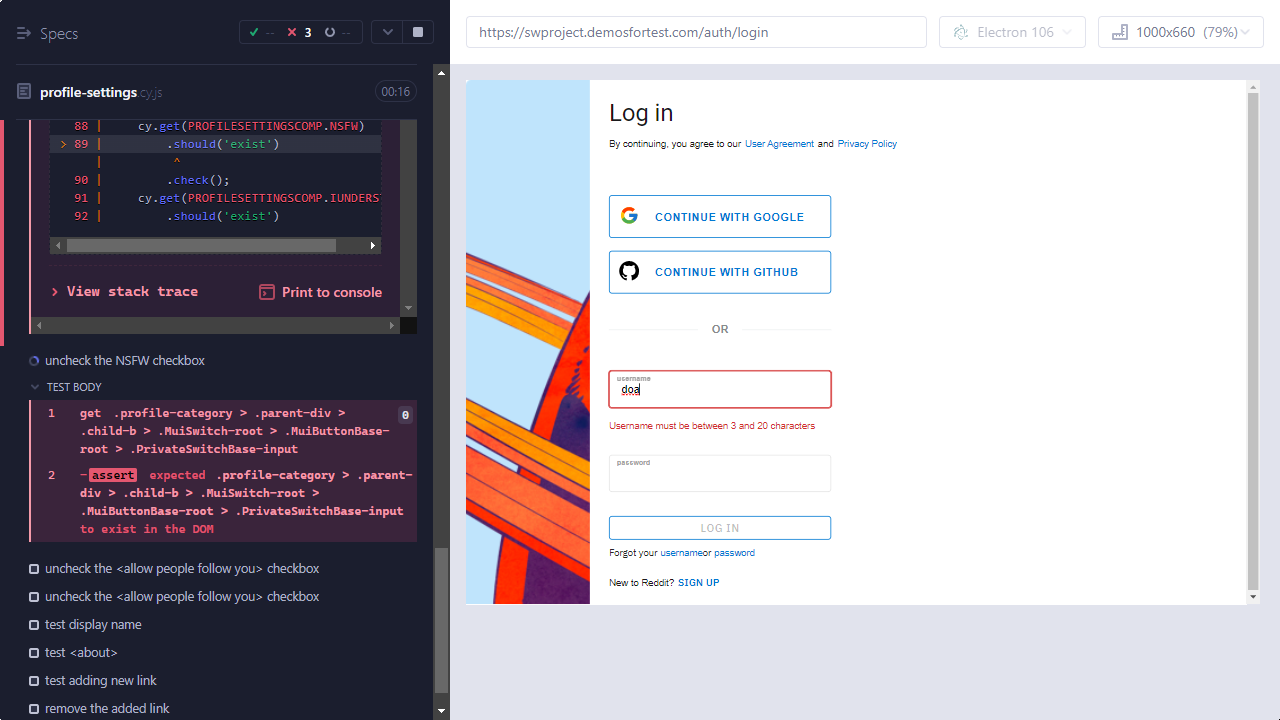 Specs
-- 3 --
profile-settings.cy.js 00:16
88 | cy.get(PROFILESETTINGSCOMP.NSFW)
> 89 | .should('exist')
| ^
90 | .check();
91 | cy.get(PROFILESETTINGSCOMP.IUNDERST
92 | .should('exist')
> View stack trace
Print to console
uncheck the NSFW checkbox
TEST BODY
1 get .profile-category > .parent-div > 0
.child-b > .MuiSwitch-root > .MuiButtonBase-
root > .PrivateSwitchBase-input
2 -assert expected .profile-category > .parent-
div > .child-b > .MuiSwitch-root >
.MuiButtonBase-root > .PrivateSwitchBase-input
to exist in the DOM
uncheck the <allow people follow you> checkbox
uncheck the <allow people follow you> checkbox
test display name
test <about>
test adding new link
remove the added link
https://swproject.demosfortest.com/auth/login
Electron 106
1000x660 (79%)
Log in
By continuing, you agree to our User Agreement and Privacy Policy
CONTINUE WITH GOOGLE
CONTINUE WITH GITHUB
OR
username
doa
Username must be between 3 and 20 characters
password
LOG IN
Forgot your usernameor password
New to Reddit? SIGN UP